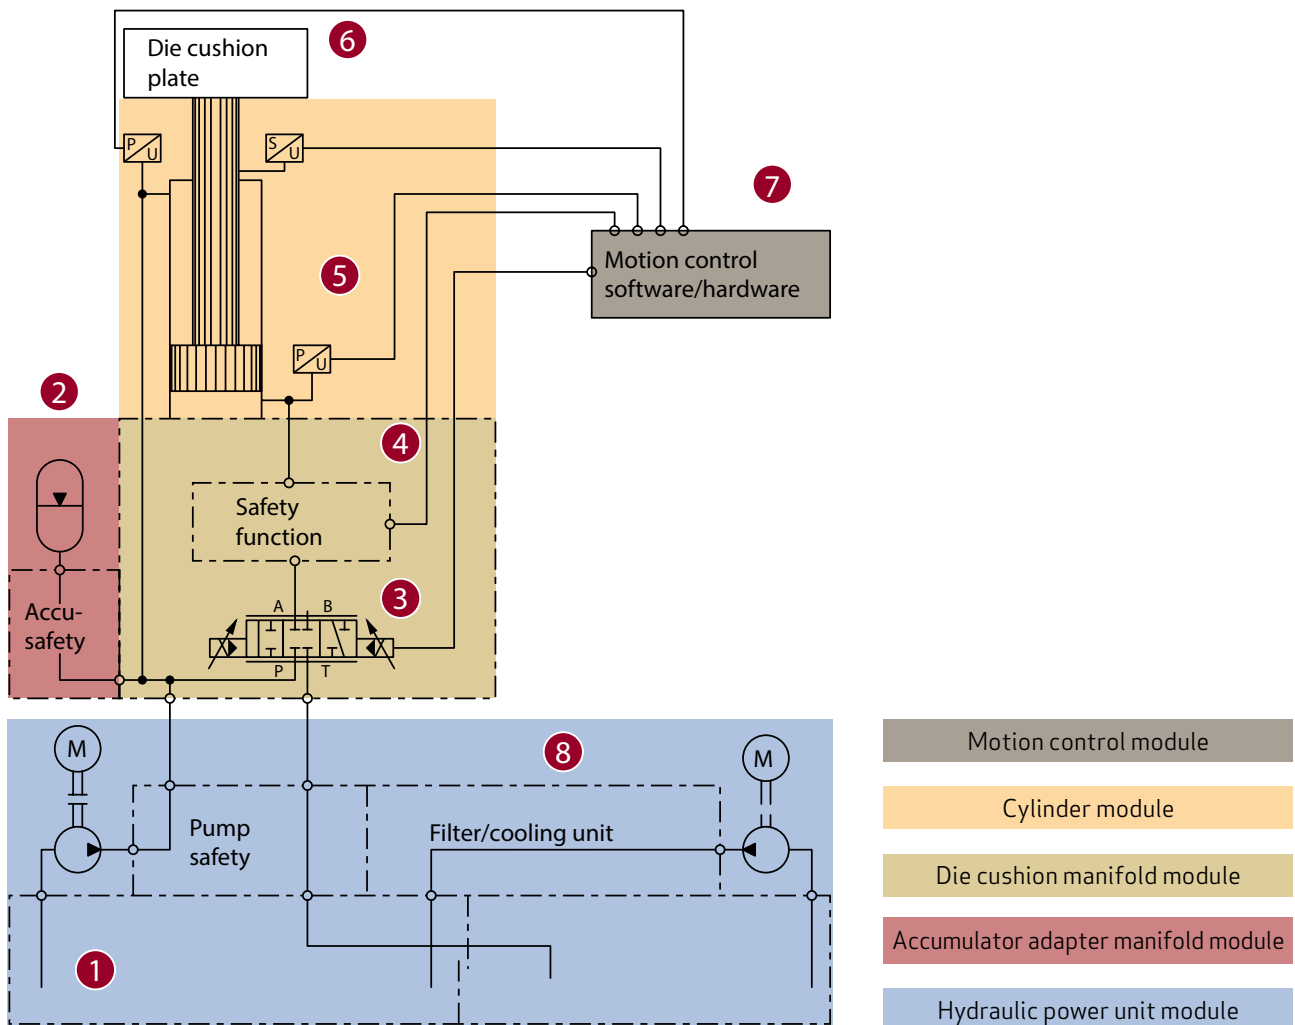 6
Die cushion
plate
P
U
S
U
7
Motion control
software/hardware
5
P
U
2
4
Safety
function
3
A B
Accu-
safety
P T
M
8
M
Pump
safety
Filter/cooling unit
1
Motion control module
Cylinder module
Die cushion manifold module
Accumulator adapter manifold module
Hydraulic power unit module